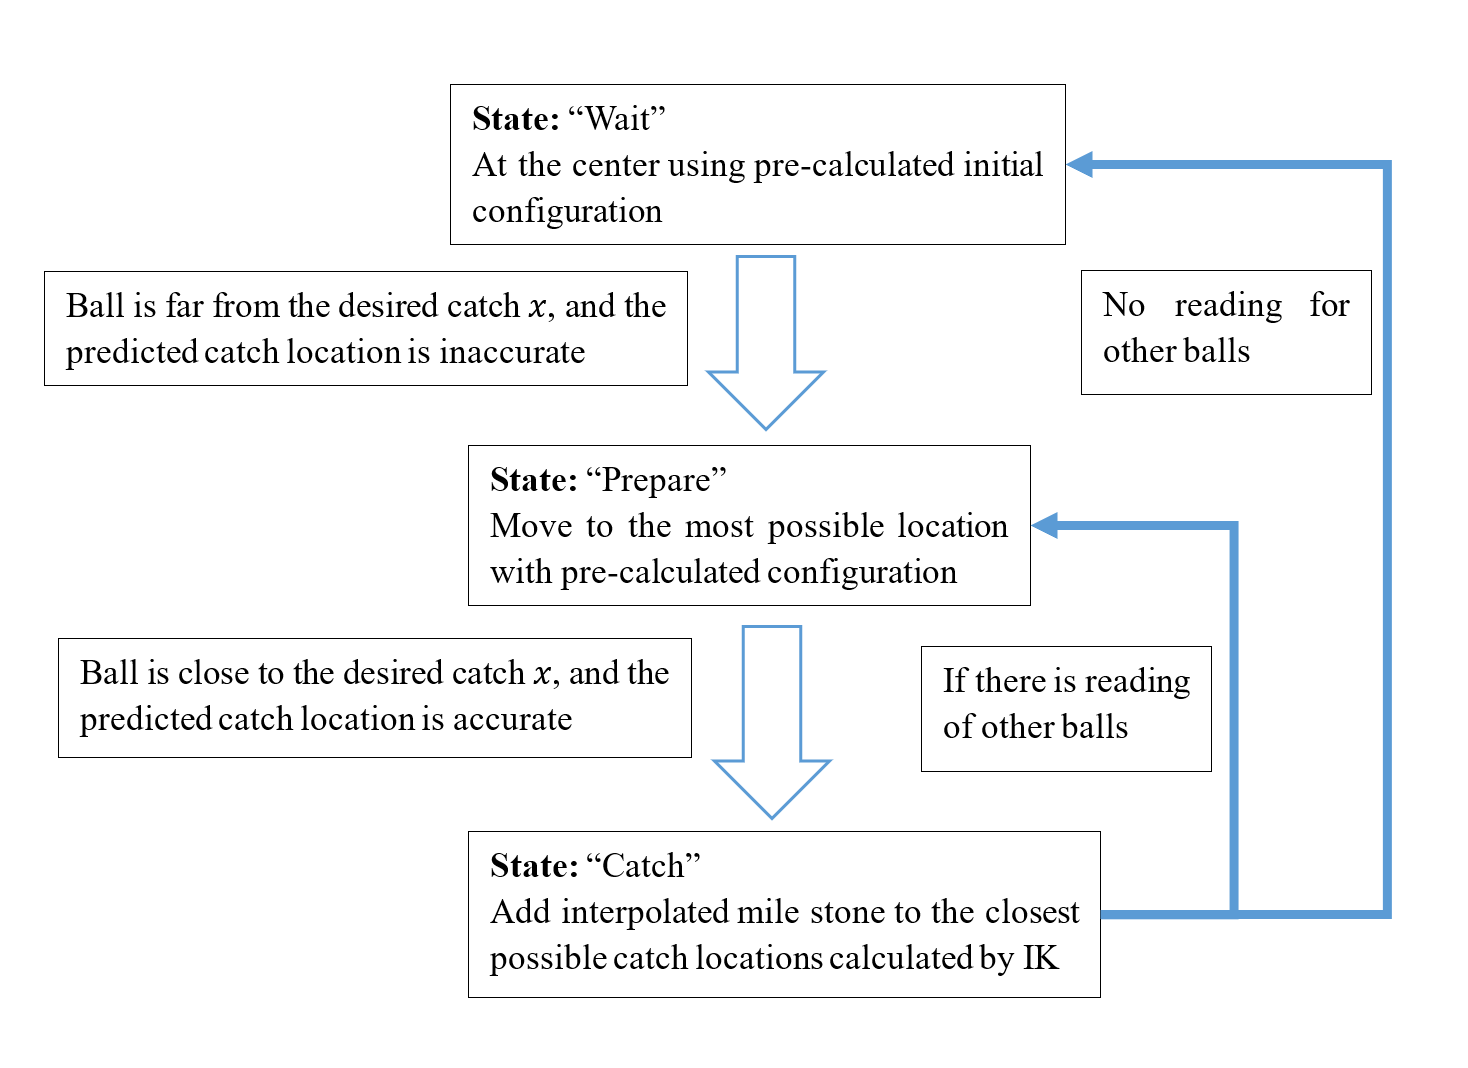 State: “Wait”
At the center using pre-calculated initial
configuration
Ball is far from the desired catch x, and the
predicted catch location is inaccurate
No reading for
other balls
State: “Prepare”
Move to the most possible location
with pre-calculated configuration
Ball is close to the desired catch x, and the
predicted catch location is accurate
If there is reading
of other balls
State: “Catch”
Add interpolated mile stone to the closest
possible catch locations calculated by IK